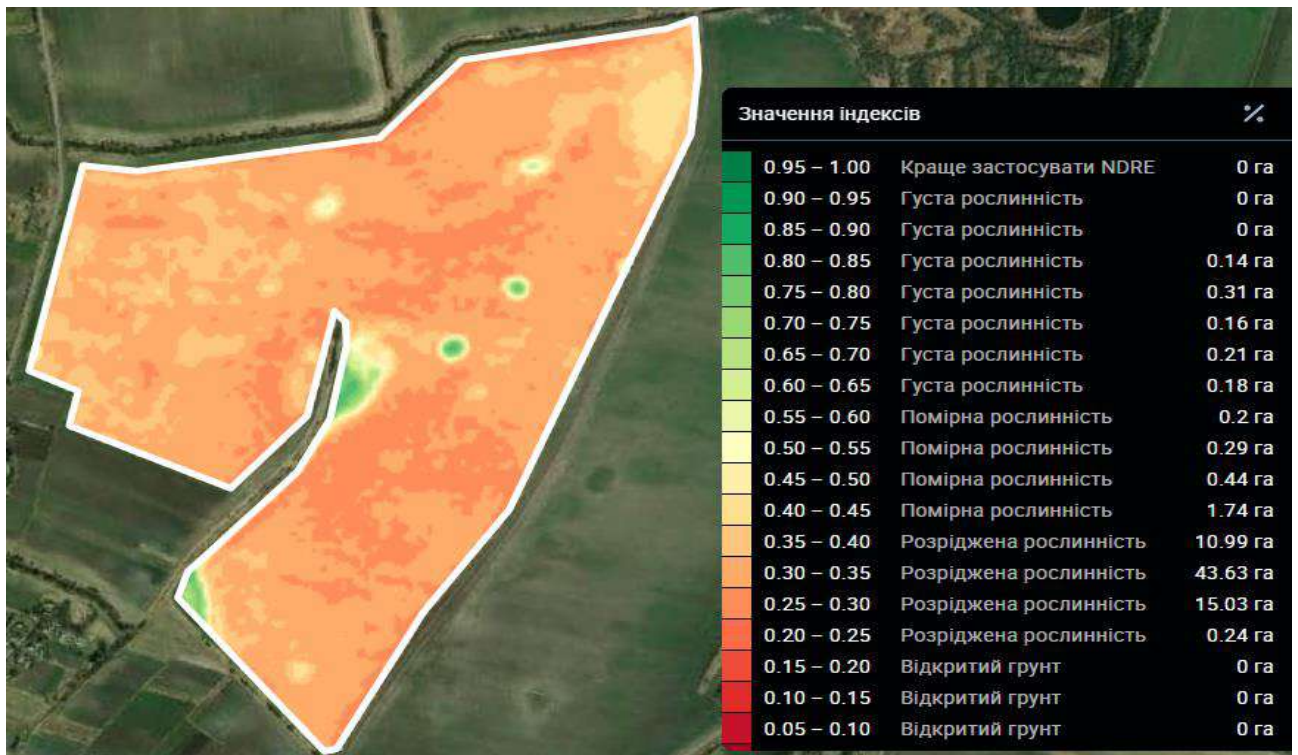 Значення індексів
0.95 – 1.00 Краще застосувати NDRE 0 га
0.90 – 0.95 Густа рослинність 0 га
0.85 – 0.90 Густа рослинність 0 га
0.80 – 0.85 Густа рослинність 0.14 га
0.75 – 0.80 Густа рослинність 0.31 га
0.70 – 0.75 Густа рослинність 0.16 га
0.65 – 0.70 Густа рослинність 0.21 га
0.60 – 0.65 Густа рослинність 0.18 га
0.55 – 0.60 Помірна рослинність 0.2 га
0.50 – 0.55 Помірна рослинність 0.29 га
0.45 – 0.50 Помірна рослинність 0.44 га
0.40 – 0.45 Помірна рослинність 1.74 га
0.35 – 0.40 Розріджена рослинність 10.99 га
0.30 – 0.35 Розріджена рослинність 43.63 га
0.25 – 0.30 Розріджена рослинність 15.03 га
0.20 – 0.25 Розріджена рослинність 0.24 га
0.15 – 0.20 Відкритий грунт 0 га
0.10 – 0.15 Відкритий грунт 0 га
0.05 – 0.10 Відкритий грунт 0 га